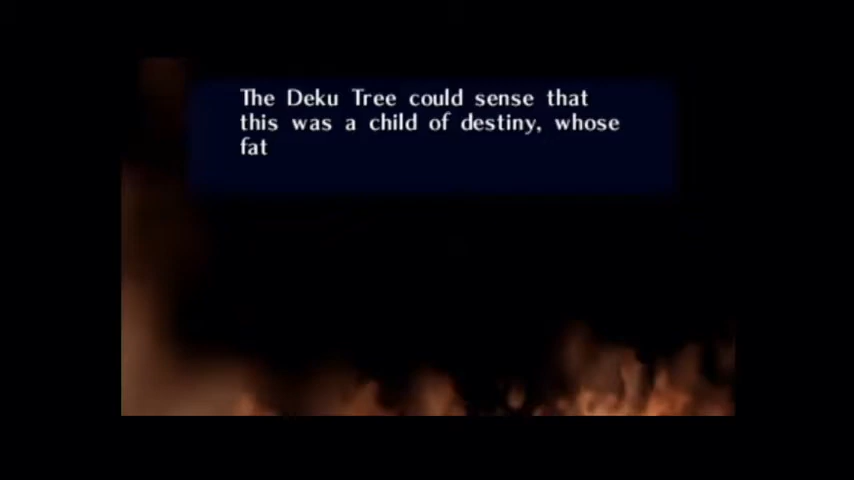 The Deku Tree could sense that
this was a child of destiny, whose
fat